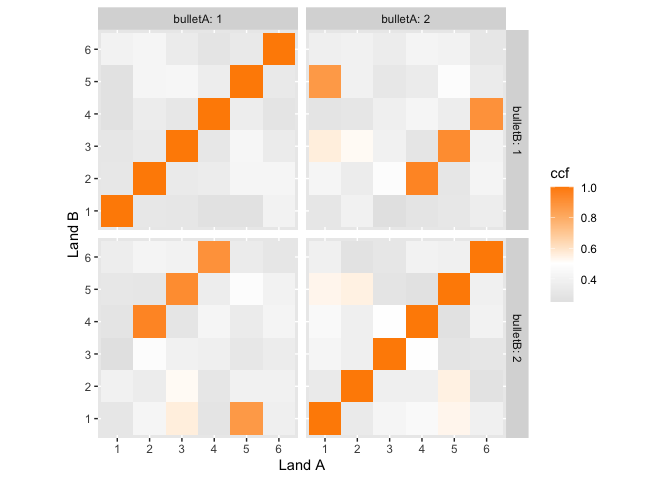 bulletA: 1
bulletA: 2
6
5
4
3
2
1
bulletB: 1
Land B
6
5
4
3
2
1
bulletB: 2
1 2 3 4 5 6
1 2 3 4 5 6
Land A
ccf
1.0
0.8
0.6
0.4